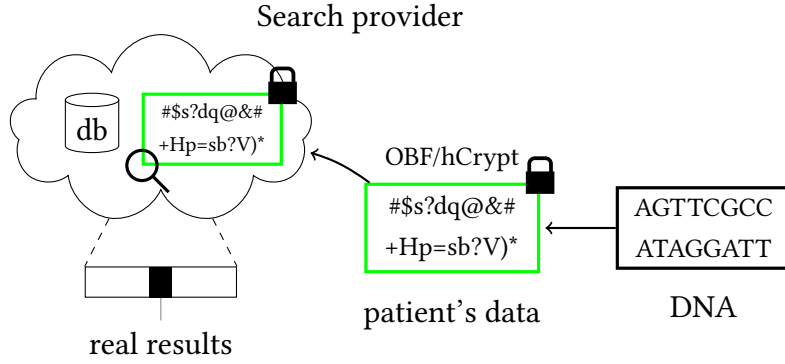 Search provider
db
#$s?dq@&#
+Hp=sb?V)*
OBF/hCrypt
#$s?dq@&#
+Hp=sb?V)*
AGTTCGCC
ATAGGATT
patient's data
DNA
real results